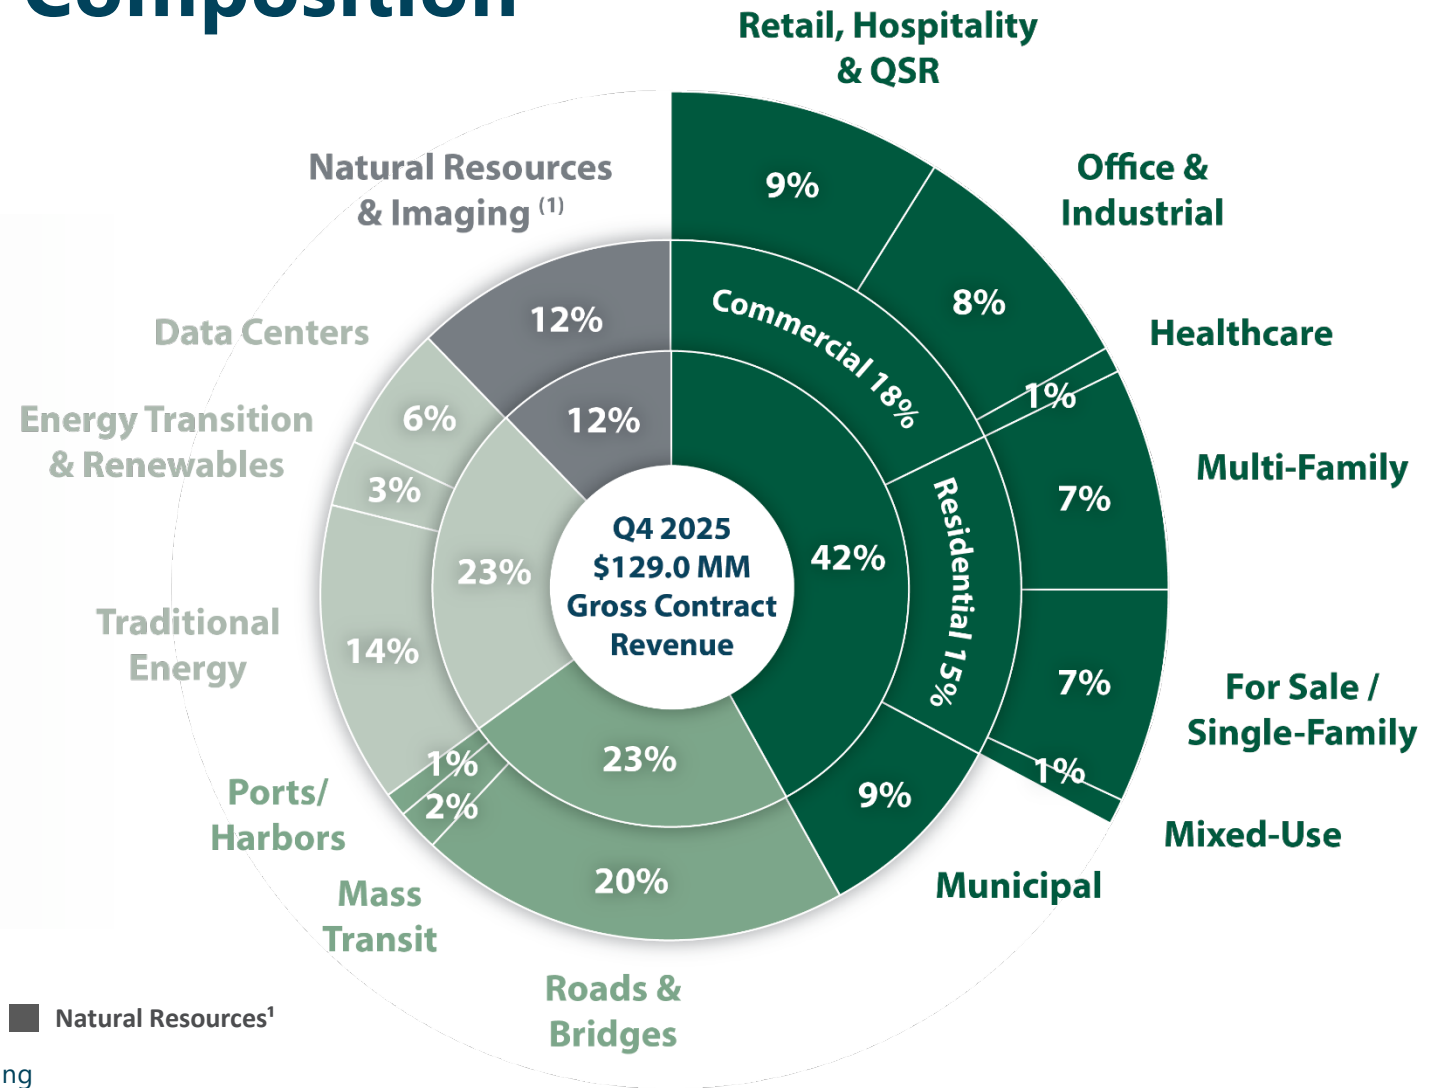 Composition
Retail, Hospitality
& QSR
Natural Resources
& Imaging (1)
Office &
Industrial
9%
8%
12%
Commercial 18%
Data Centers
Healthcare
1%
Energy Transition
& Renewables
6%
12%
Multi-Family
3%
7%
Residential 15%
Q4 2025
$129.0 MM
Gross Contract
Revenue
42%
23%
Traditional
Energy
14%
7%
For Sale /
Single-Family
23%
1%
1%
2%
9%
Ports/
Harbors
Mixed-Use
20%
Municipal
Mass
Transit
Roads &
Bridges
Natural Resources¹
ng